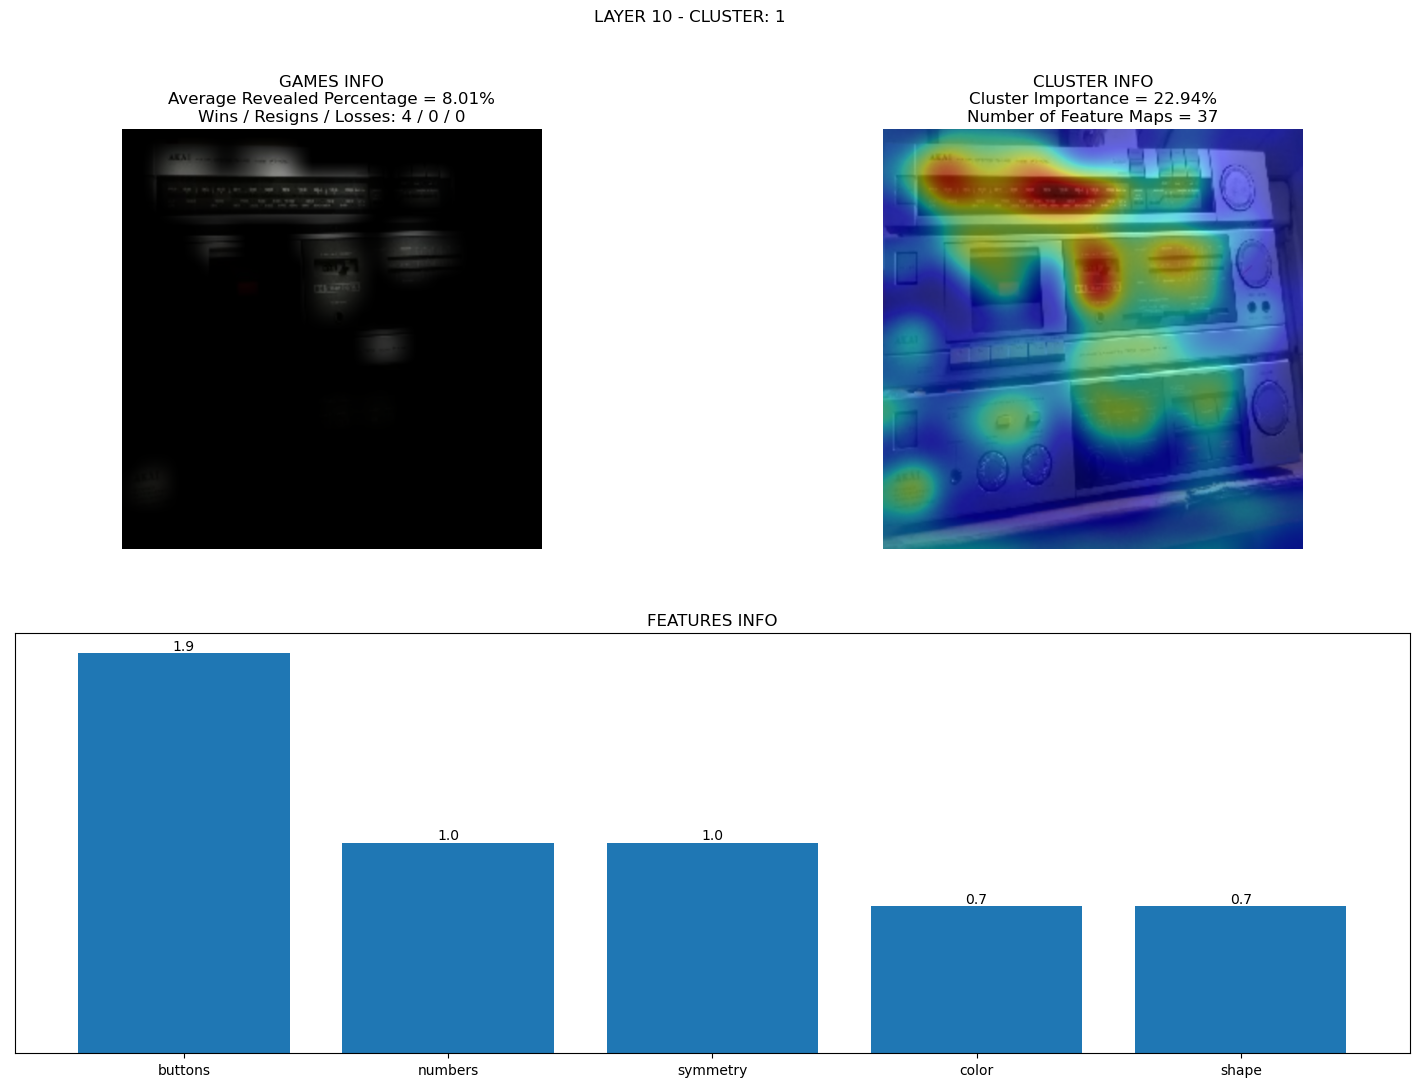 LAYER 10 - CLUSTER: 1
GAMES INFO
Average Revealed Percentage = 8.01%
Wins / Resigns / Losses: 4 / 0 / 0
CLUSTER INFO
Cluster Importance = 22.94%
Number of Feature Maps = 37
AKAI
AKAI
FEATURES INFO
1.9
1.0
1.0
0.7
0.7
buttons
numbers
symmetry
color
shape